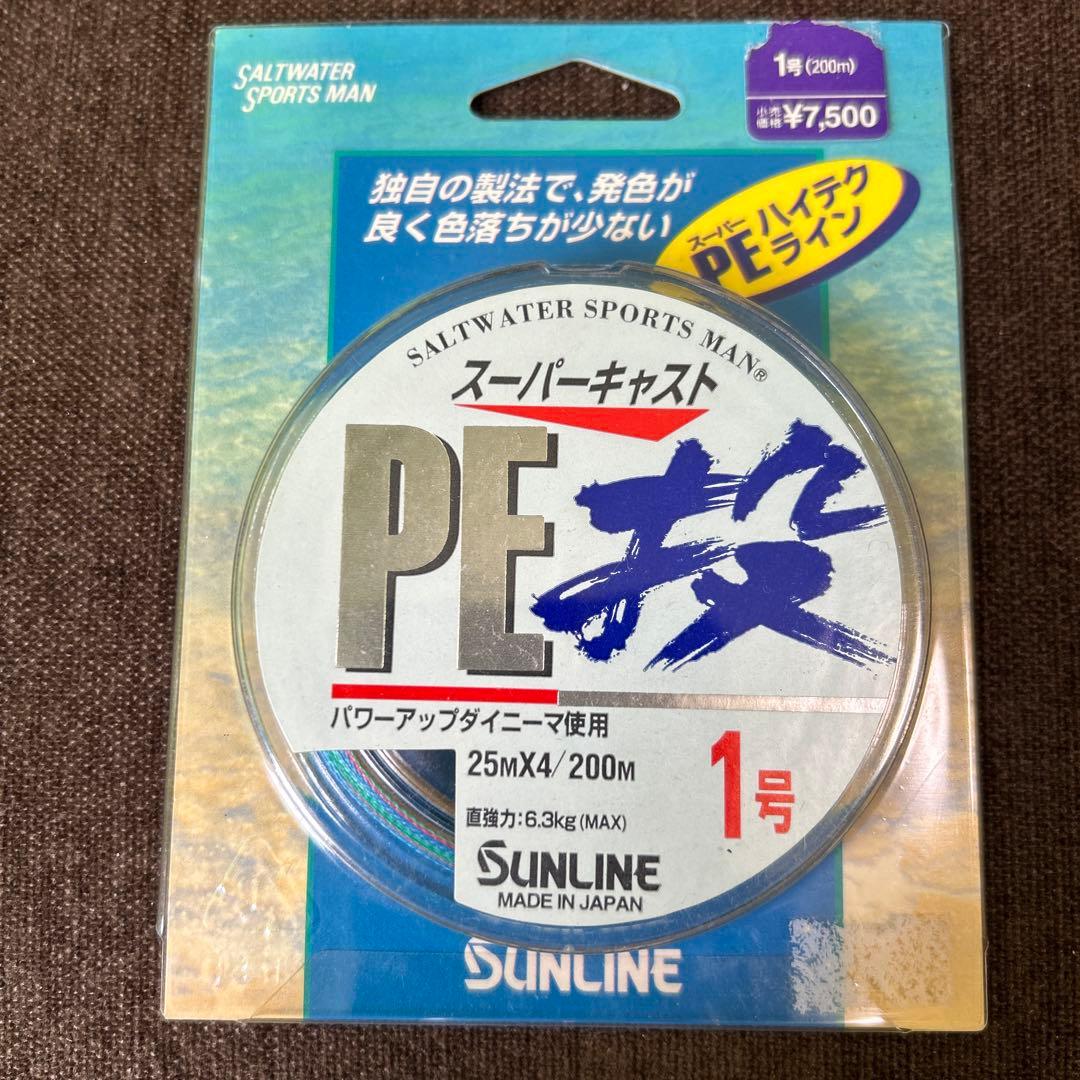 SALTWATER
SPORTS MAN
1号(200m)
小売価格 ¥7,500
独自の製法で、発色が
良く色落ちが少ない
スーパー ハイテク
PEライン
SALTWATER SPORTS MAN®
スーパーキャスト
PE投
パワーアップダイニーマ使用
25MX4/200M
1号
直強力:6.3kg(MAX)
SUNLINE
MADE IN JAPAN
SUNLINE